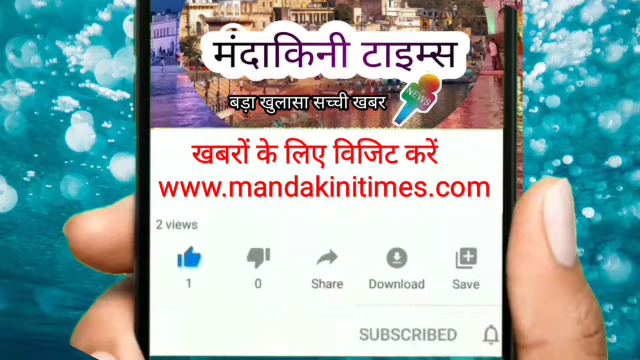 मंदाकिनी टाइम्स
बड़ा खुलासा सच्ची खबर
NEWS
खबरों के लिए विजिट करें
www.mandakinitimes.com
2 views
1 0 Share Download Save
SUBSCRIBED